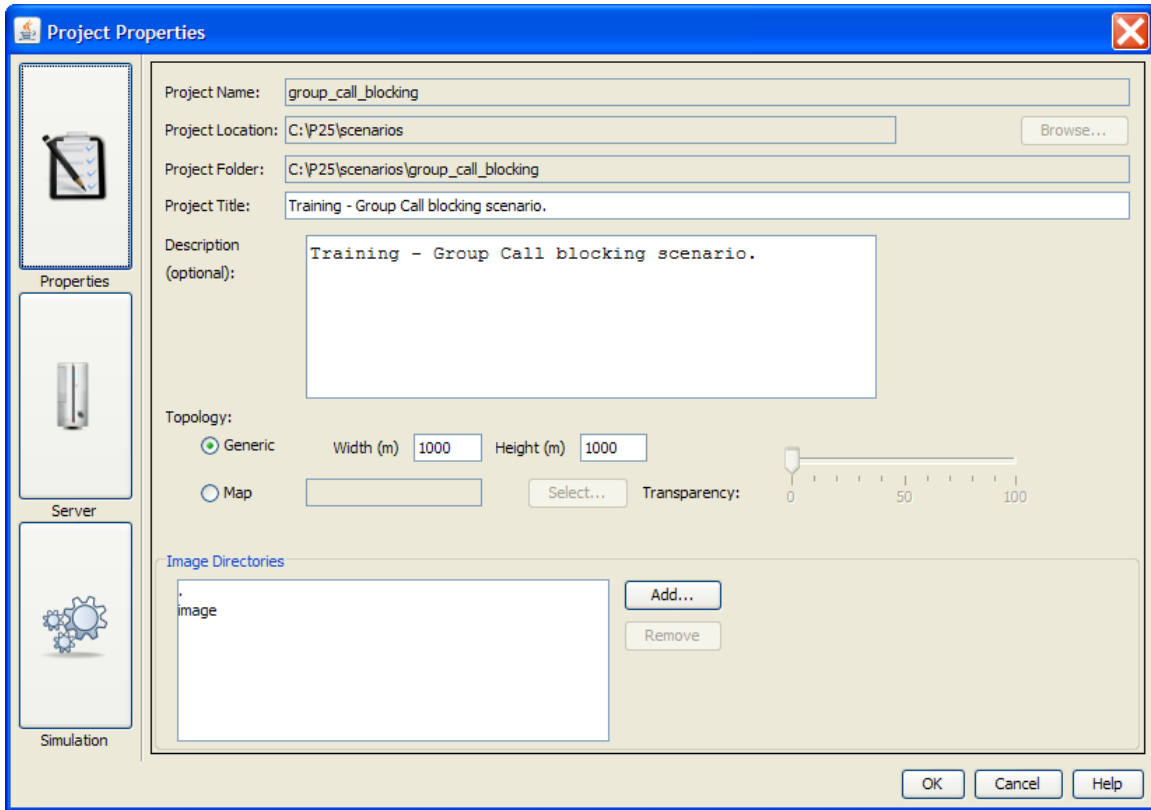 Project Properties
Project Name: group_call_blocking
Project Location: C:\P25\scenarios Browse...
Project Folder: C:\P25\scenarios\group_call_blocking
Project Title: Training - Group Call blocking scenario.
Description
(optional):
Training - Group Call blocking scenario.
Properties
Topology:
Generic Width (m) 1000 Height (m) 1000
Map Select... Transparency: 0 50 100
Server
Image Directories
.
image
Add...
Remove
Simulation
OK Cancel Help